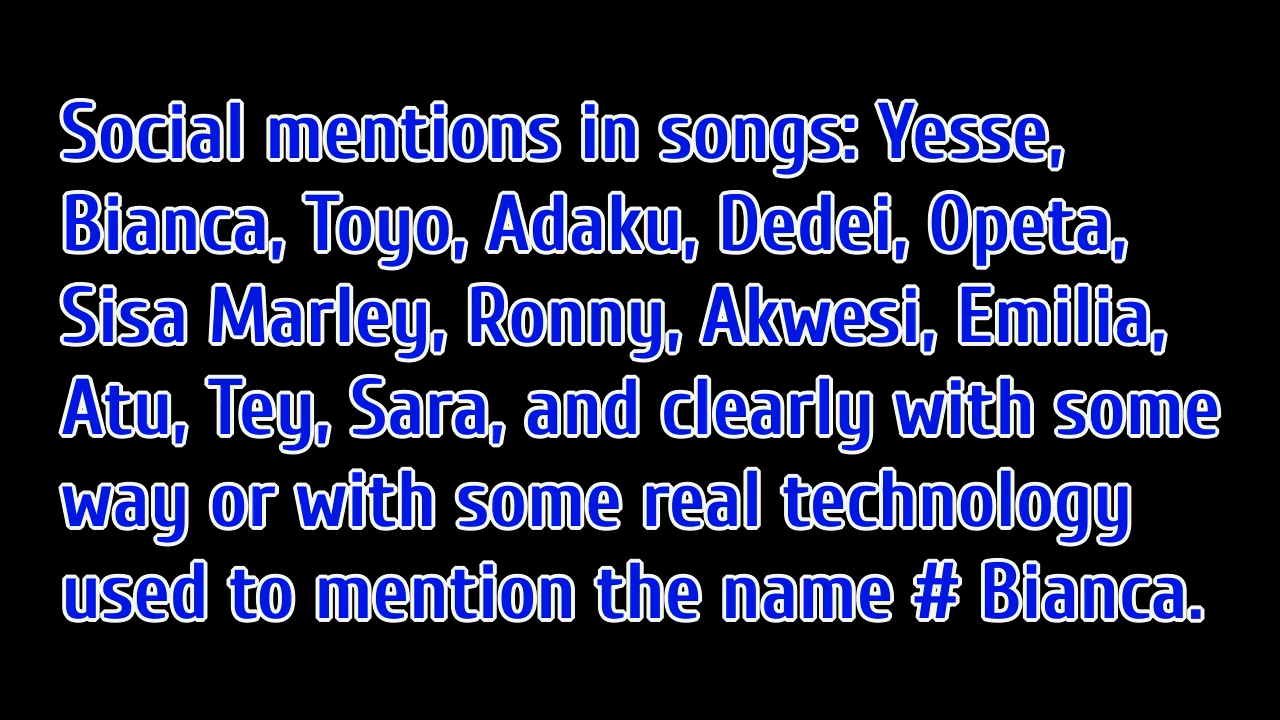 Social mentions in songs: Yesse,
Bianca, Toyo, Adaku, Dedei, Opeta,
Sisa Marley, Ronny, Akwesi, Emilia,
Atu, Tey, Sara, and clearly with some
way or with some real technology
used to mention the name # Bianca.